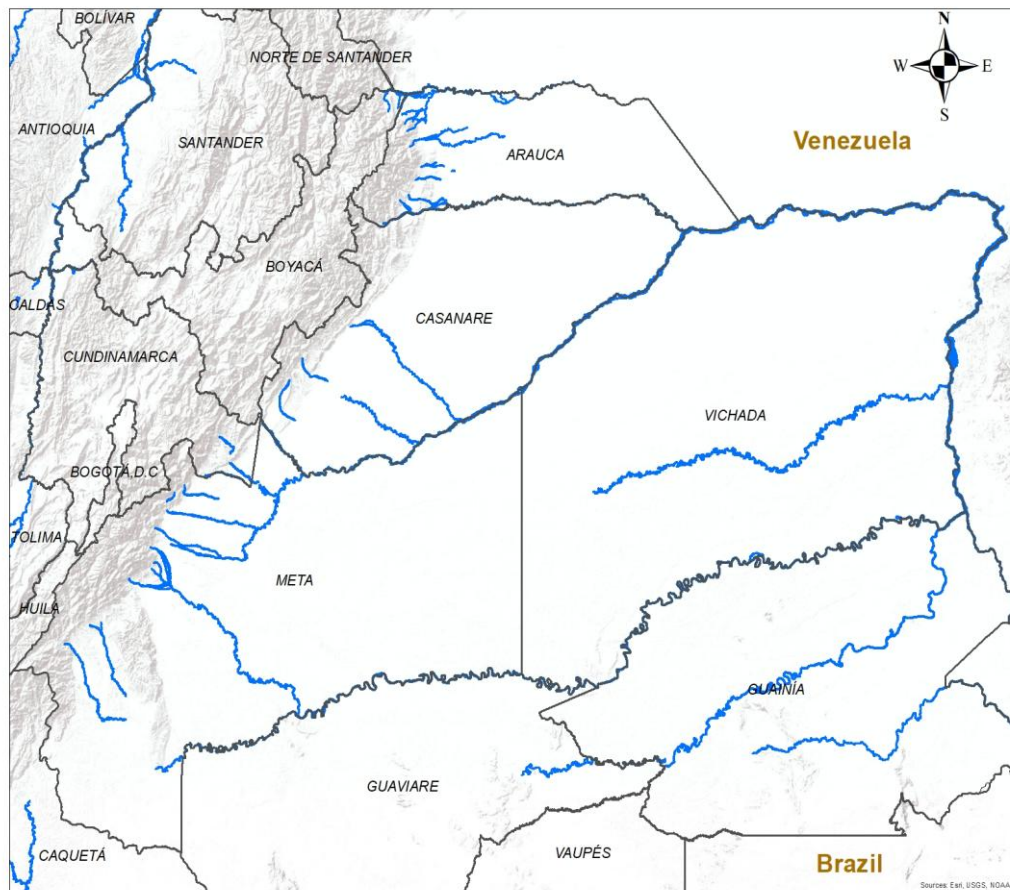 BOLÍVAR
NORTE DE SANTANDER
N
W
E
S
ANTIOQUIA
SANTANDER
ARAUCA
Venezuela
BOYACÁ
CALDAS
CASANARE
CUNDINAMARCA
VICHADA
BOGOTÁ D.C
TOLIMA
META
HUILA
GUAINÍA
GUAVIARE
CAQUETÁ
VAUPÉS
Brazil
Sources: Esri, USGS, NOAA